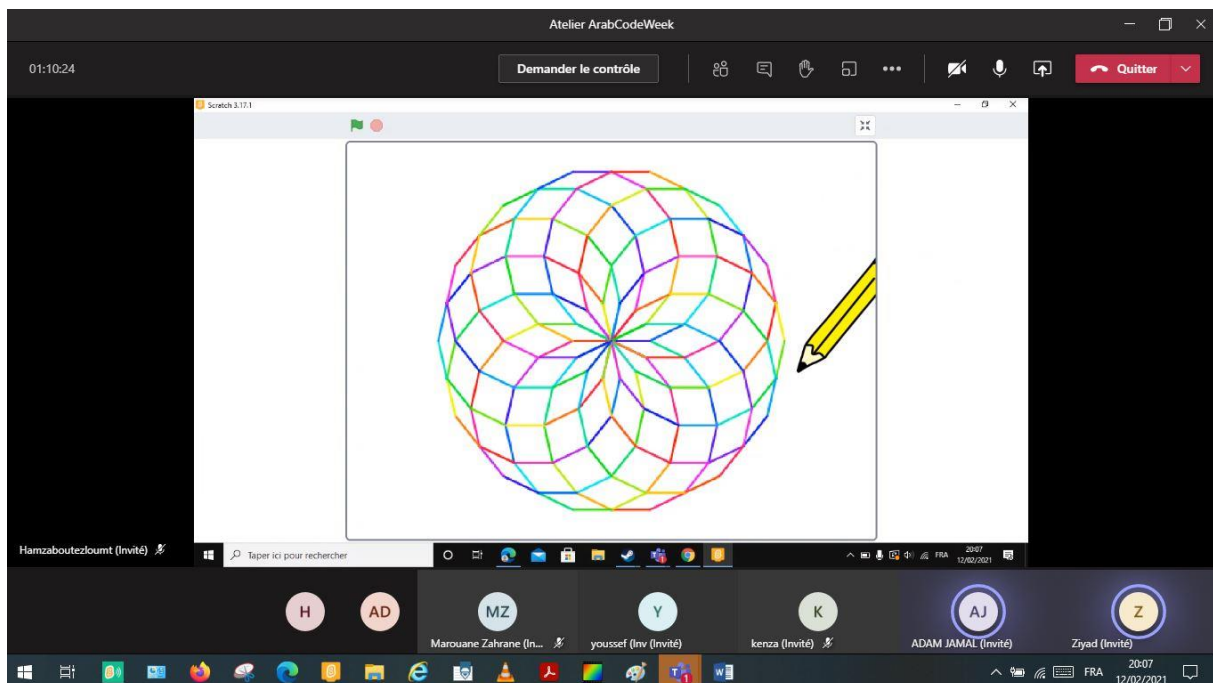 Atelier ArabCodeWeek
01:10:24
Demander le contrôle
Quitter
Scratch 3.17.1
Hamzaboutezloumt (Invité)
Taper ici pour rechercher
FRA
20:07
12/02/2021
H
AD
MZ
Y
K
AJ
Z
Marouane Zahrane (In...
youssef (Inv (Invité)
kenza (Invité)
ADAM JAMAL (Invité)
Ziyad (Invité)
FRA
20:07
12/02/2021